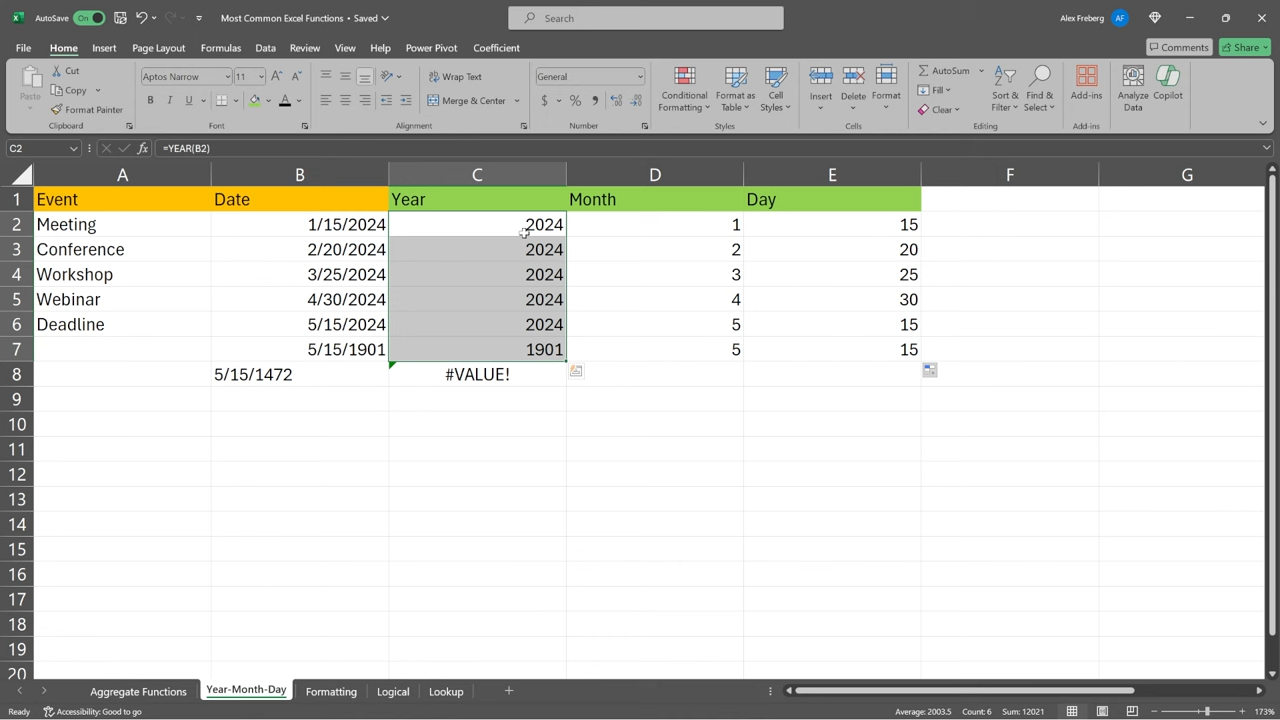 AutoSave On Most Common Excel Functions • Saved Search Alex Freberg AF
File Home Insert Page Layout Formulas Data Review View Help Power Pivot Coefficient Comments Share
Paste Cut Copy Format Painter Clipboard
Aptos Narrow 11 A A B I U A Font
Wrap Text Merge & Center Alignment
General $ % , Number
Conditional Formatting Format as Table Cell Styles Styles
Insert Delete Format Cells
AutoSum Fill Clear Sort & Filter Find & Select Editing
Add-ins Add-ins Analyze Data Copilot
C2 fx =YEAR(B2)
A B C D E F G
1 Event Date Year Month Day
2 Meeting 1/15/2024 2024 1 15
3 Conference 2/20/2024 2024 2 20
4 Workshop 3/25/2024 2024 3 25
5 Webinar 4/30/2024 2024 4 30
6 Deadline 5/15/2024 2024 5 15
7 5/15/1901 1901 5 15
8 5/15/1472 #VALUE!
9
10
11
12
13
14
15
16
17
18
19
20
Aggregate Functions Year-Month-Day Formatting Logical Lookup
Ready Accessibility: Good to go Average: 2003.5 Count: 6 Sum: 12021 173%